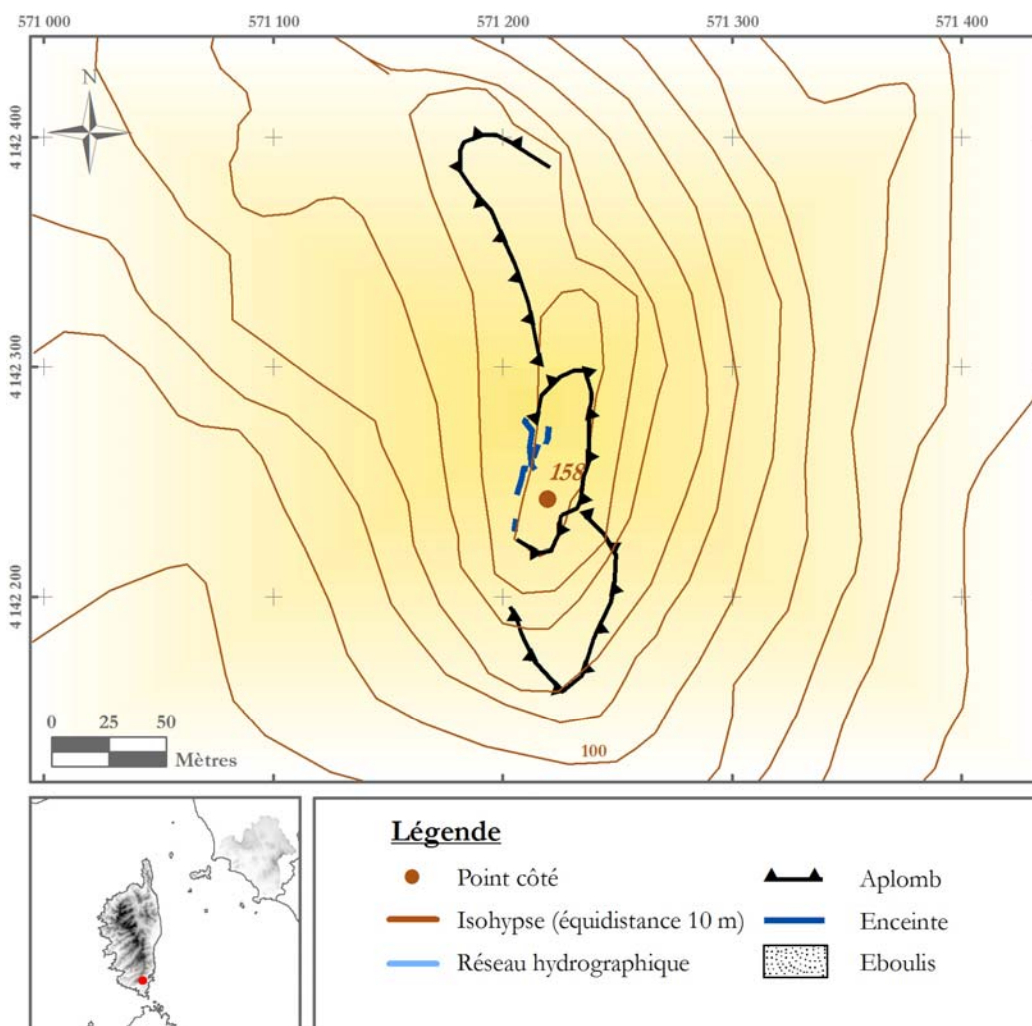 571 000 571 100 571 200 571 300 571 400
N
4 142 400
4 142 300
158
4 142 200
0 25 50
Mètres
100
Légende
Point côté
Aplomb
Isohypse (équidistance 10 m)
Enceinte
Réseau hydrographique
Eboulis